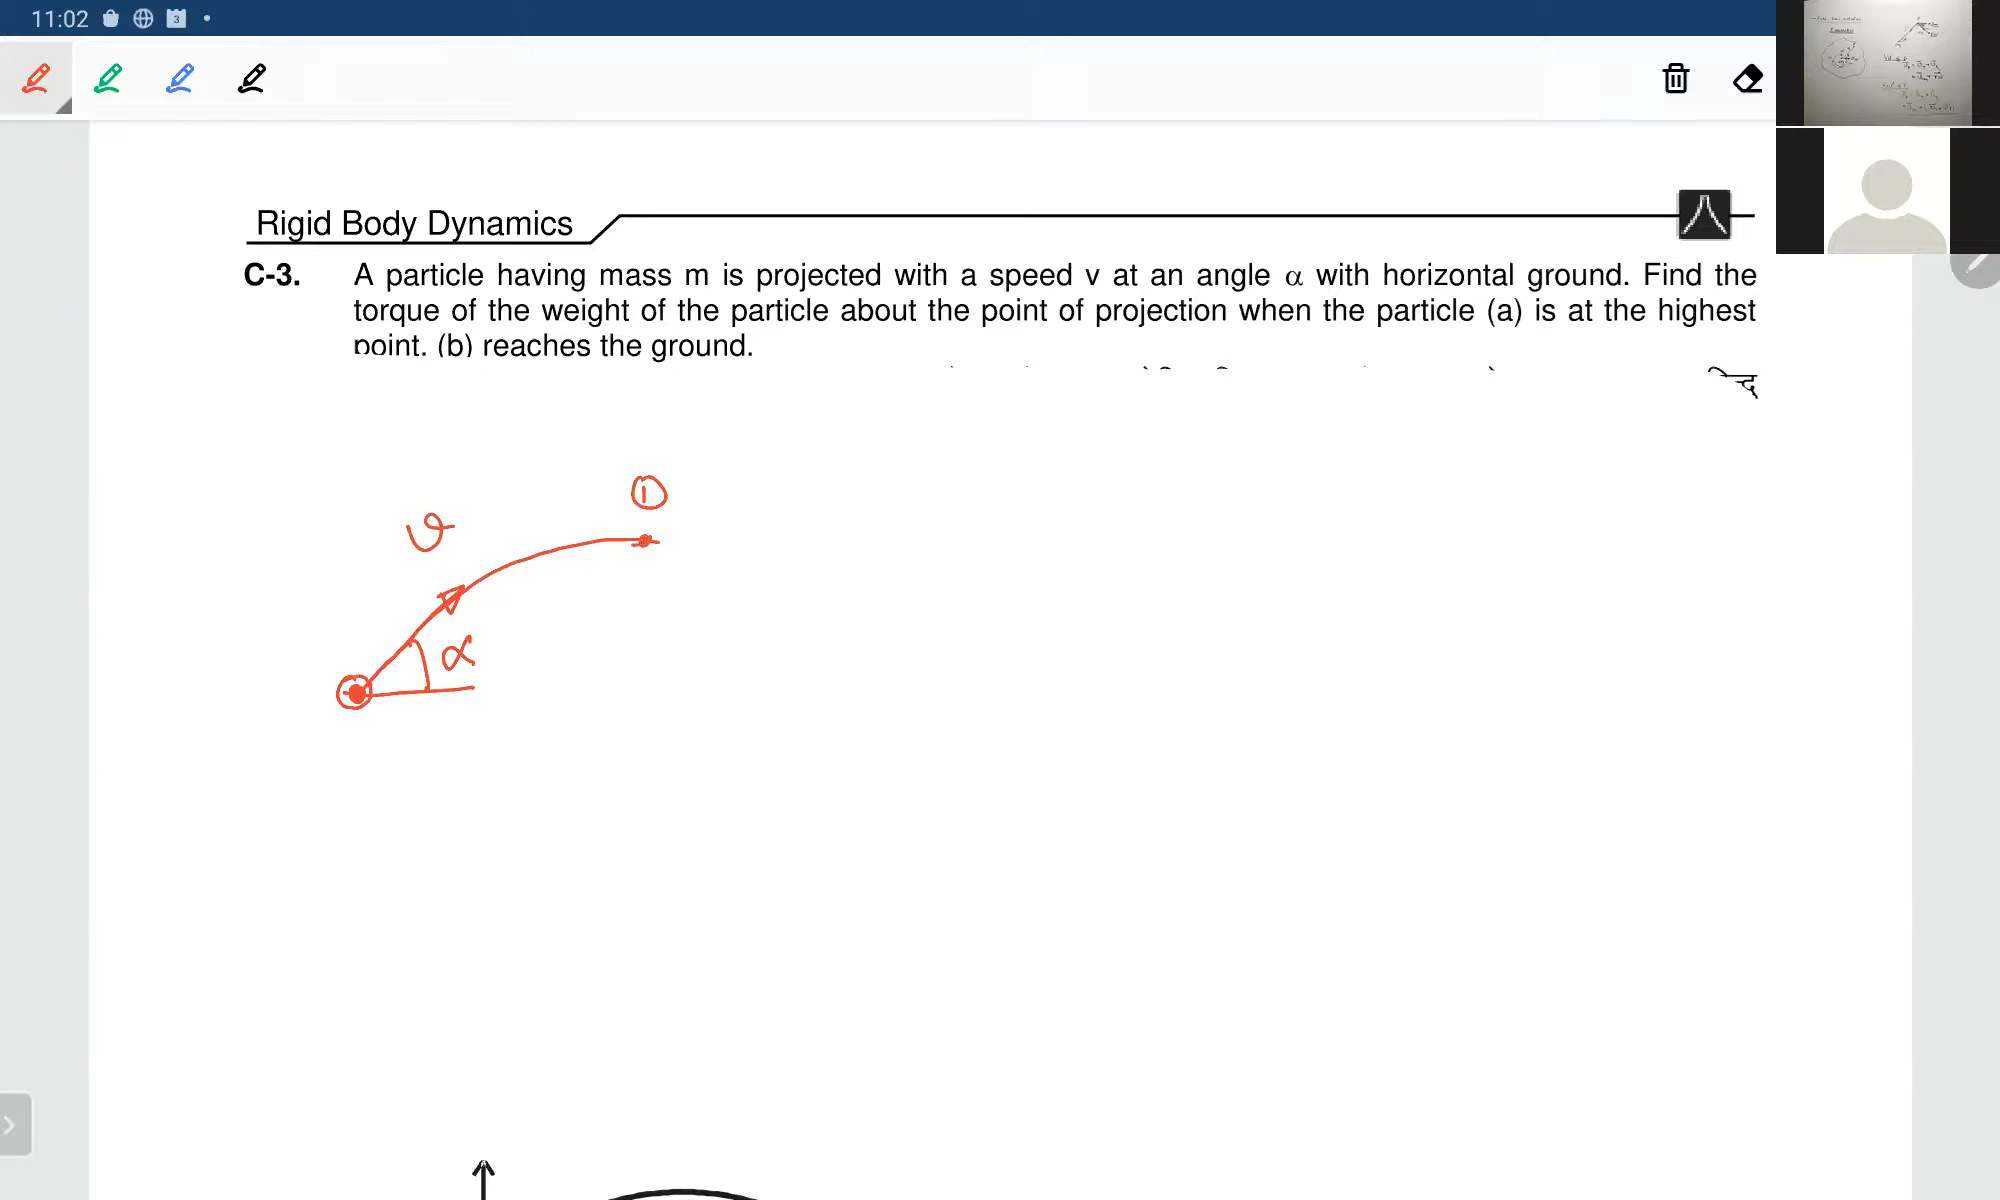 11:02
3
Rigid Body Dynamics
C-3. A particle having mass m is projected with a speed v at an angle α with horizontal ground. Find the
torque of the weight of the particle about the point of projection when the particle (a) is at the highest
point. (b) reaches the ground.
①
v
α